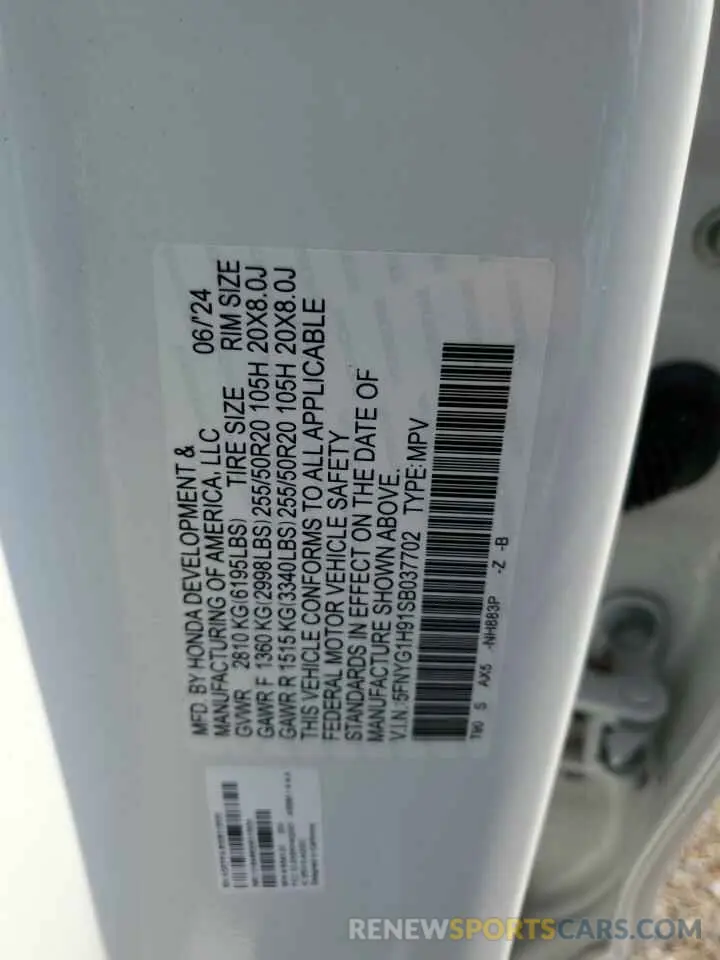 MFD. BY HONDA DEVELOPMENT &
MANUFACTURING OF AMERICA, LLC 06/'24
GVWR 2810 KG(6195LBS) TIRE SIZE RIM SIZE
GAWR F 1360 KG(2998LBS)255/50R20 105H 20X8.0J
GAWR R 1515 KG(3340LBS)255/50R20 105H 20X8.0J
THIS VEHICLE CONFORMS TO ALL APPLICABLE
FEDERAL MOTOR VEHICLE SAFETY
STANDARDS IN EFFECT ON THE DATE OF
MANUFACTURE SHOWN ABOVE.
V.I.N.:5FNYG1H91SB037702 TYPE:MPV
T90 S AX5 -NH883P -Z -B
RENEWSPORTSCARS.COM